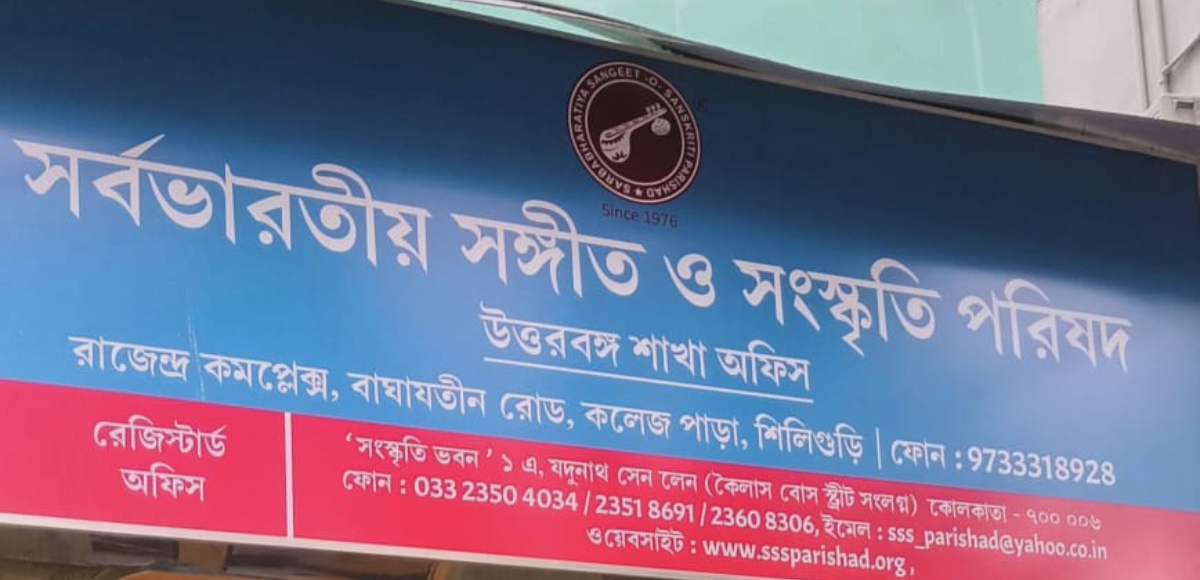 SARBABHARATIYA SANGEET -O- SANSKRITI PARISHAD ★
Since 1976
সর্বভারতীয় সঙ্গীত ও সংস্কৃতি পরিষদ
উত্তরবঙ্গ শাখা অফিস
রাজেন্দ্র কমপ্লেক্স, বাঘাযতীন রোড, কলেজ পাড়া, শিলিগুড়ি | ফোন : 9733318928
রেজিস্টার্ড
অফিস
‘সংস্কৃতি ভবন’ ১ এ, যদুনাথ সেন লেন (কৈলাস বোস স্ট্রীট সংলগ্ন) কোলকাতা - ৭০০ ০০৬
ফোন : 033 2350 4034 / 2351 8691 / 2360 8306, ইমেল : sss_parishad@yahoo.co.in
ওয়েবসাইট : www.sssparishad.org,